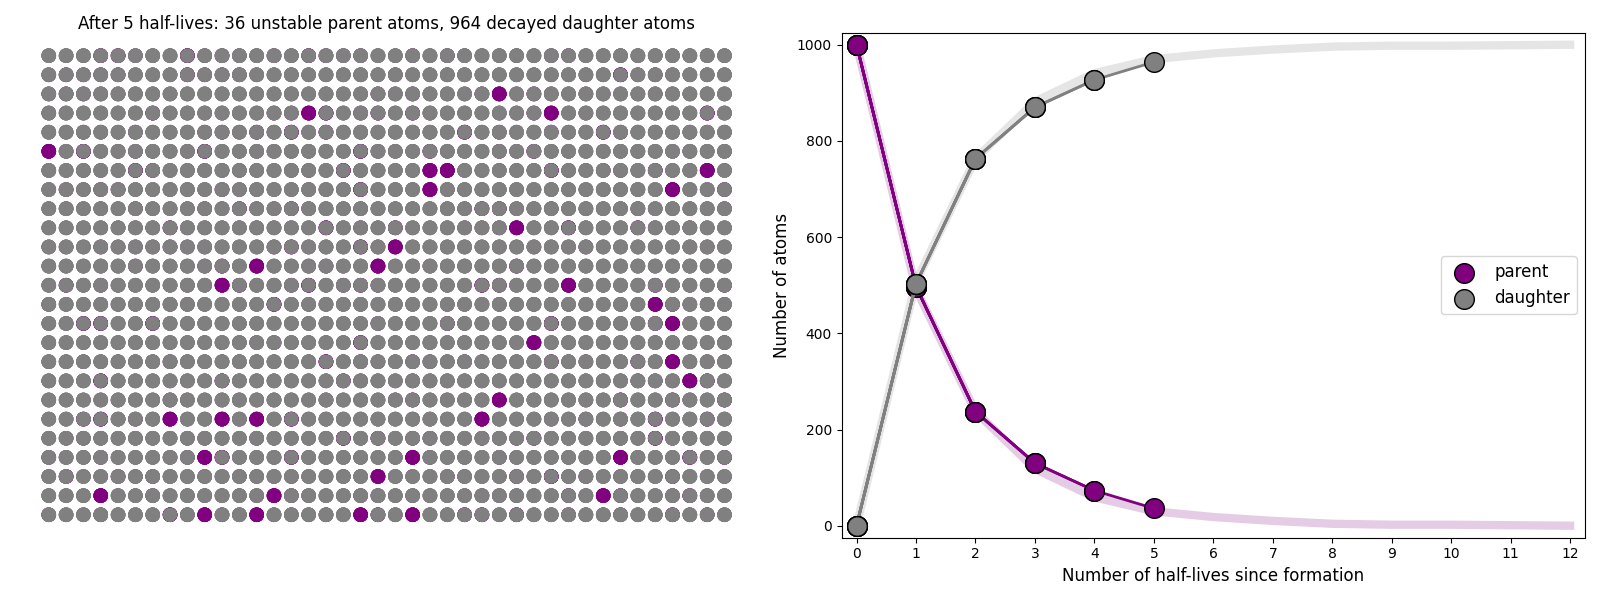 After 5 half-lives: 36 unstable parent atoms, 964 decayed daughter atoms
1000
800
600
400
200
0
Number of atoms
parent
daughter
0 1 2 3 4 5 6 7 8 9 10 11 12
Number of half-lives since formation